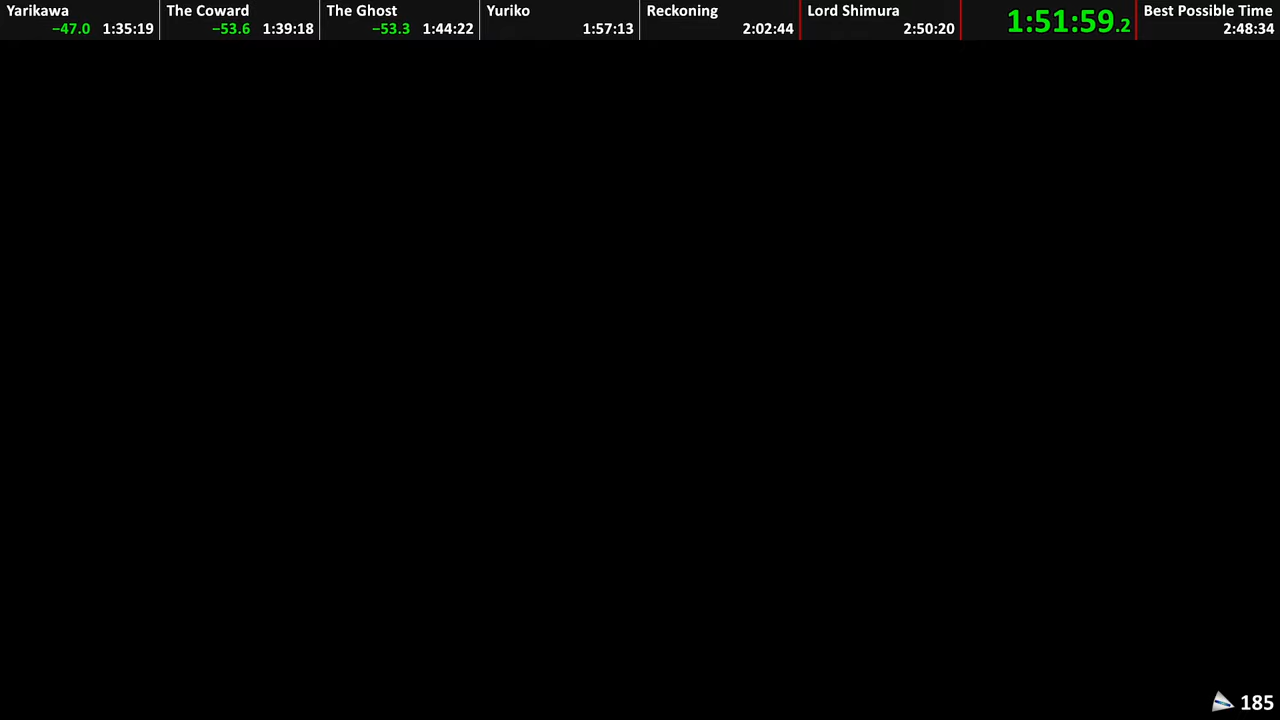 Yarikawa
−47.0 1:35:19
The Coward
−53.6 1:39:18
The Ghost
−53.3 1:44:22
Yuriko
1:57:13
Reckoning
2:02:44
Lord Shimura
2:50:20
1:51:59.2
Best Possible Time
2:48:34
185